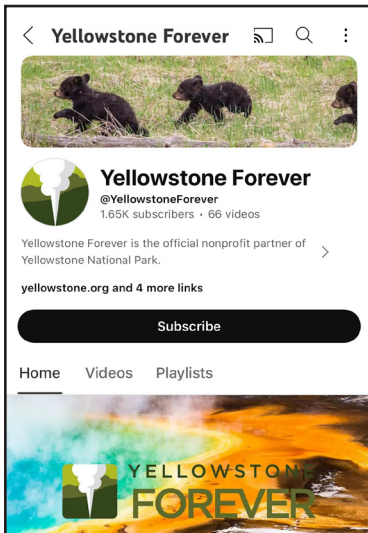 Yellowstone Forever
Yellowstone Forever
@YellowstoneForever
1.65K subscribers • 66 videos
Yellowstone Forever is the official nonprofit partner of
Yellowstone National Park.
yellowstone.org and 4 more links
Subscribe
Home Videos Playlists
YELLOWSTONE
FOREVER